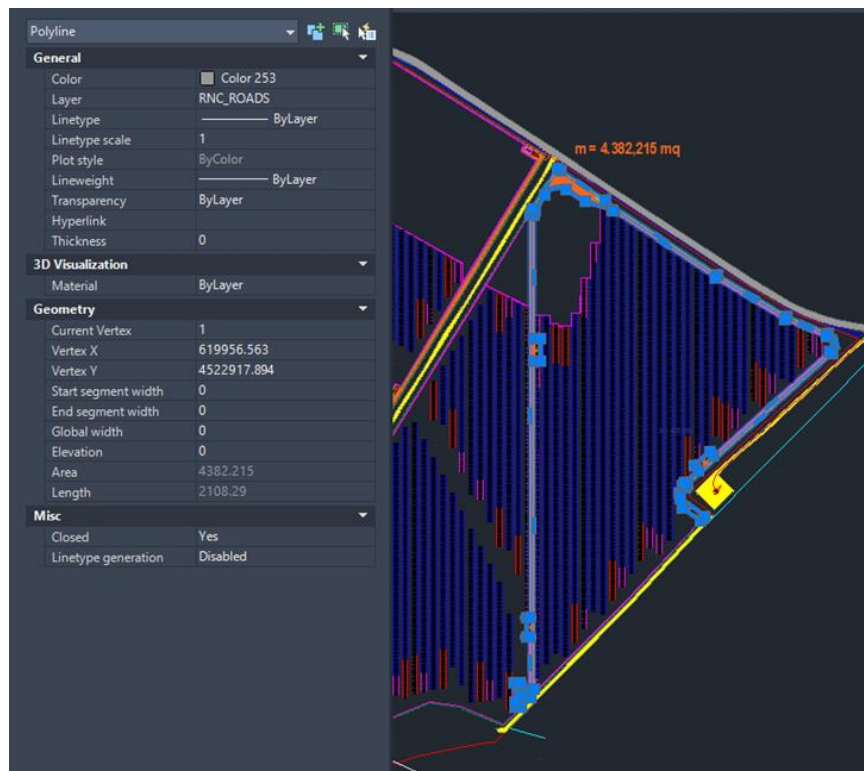 Polyline
General
Color Color 253
Layer RNC_ROADS
Linetype ByLayer
Linetype scale 1
Plot style ByColor
Lineweight ByLayer
Transparency ByLayer
Hyperlink
Thickness 0
3D Visualization
Material ByLayer
Geometry
Current Vertex 1
Vertex X 619956.563
Vertex Y 4522917.894
Start segment width 0
End segment width 0
Global width 0
Elevation 0
Area 4382.215
Length 2108.29
Misc
Closed Yes
Linetype generation Disabled
m = 4.382,215 mq